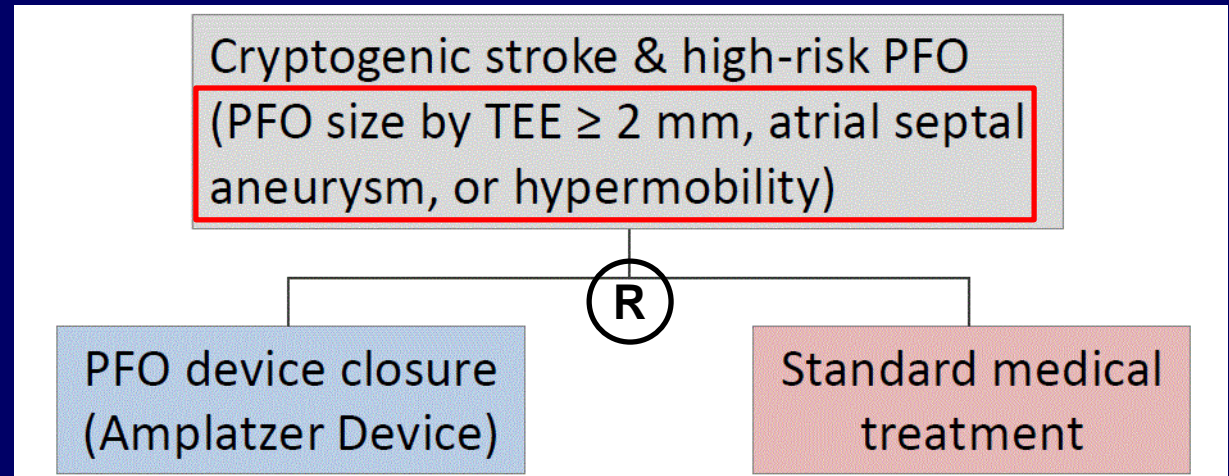 Cryptogenic stroke & high-risk PFO
(PFO size by TEE ≥ 2 mm, atrial septal
aneurysm, or hypermobility)
R
PFO device closure
(Amplatzer Device)
Standard medical
treatment